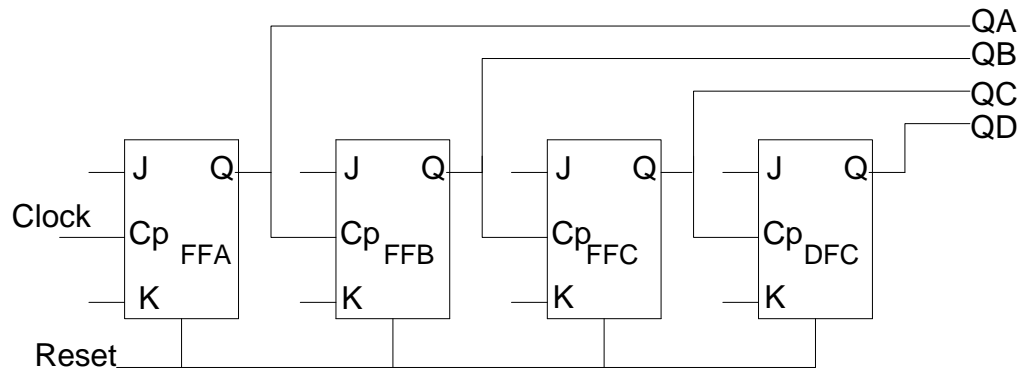 QA
QB
QC
QD
J Q J Q J Q J Q
Clock
Cp Cp Cp Cp
FFA FFB FFC DFC
K K K K
Reset